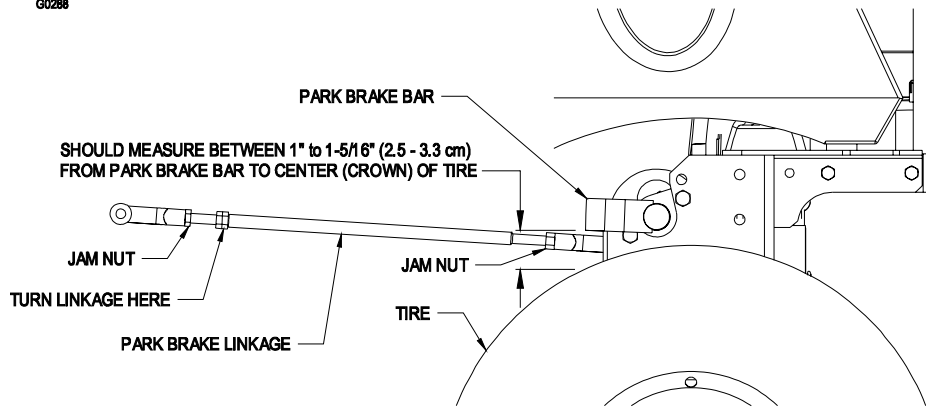 G0288
PARK BRAKE BAR
SHOULD MEASURE BETWEEN 1" to 1-5/16" (2.5 - 3.3 cm)
FROM PARK BRAKE BAR TO CENTER (CROWN) OF TIRE
JAM NUT
JAM NUT
TURN LINKAGE HERE
TIRE
PARK BRAKE LINKAGE